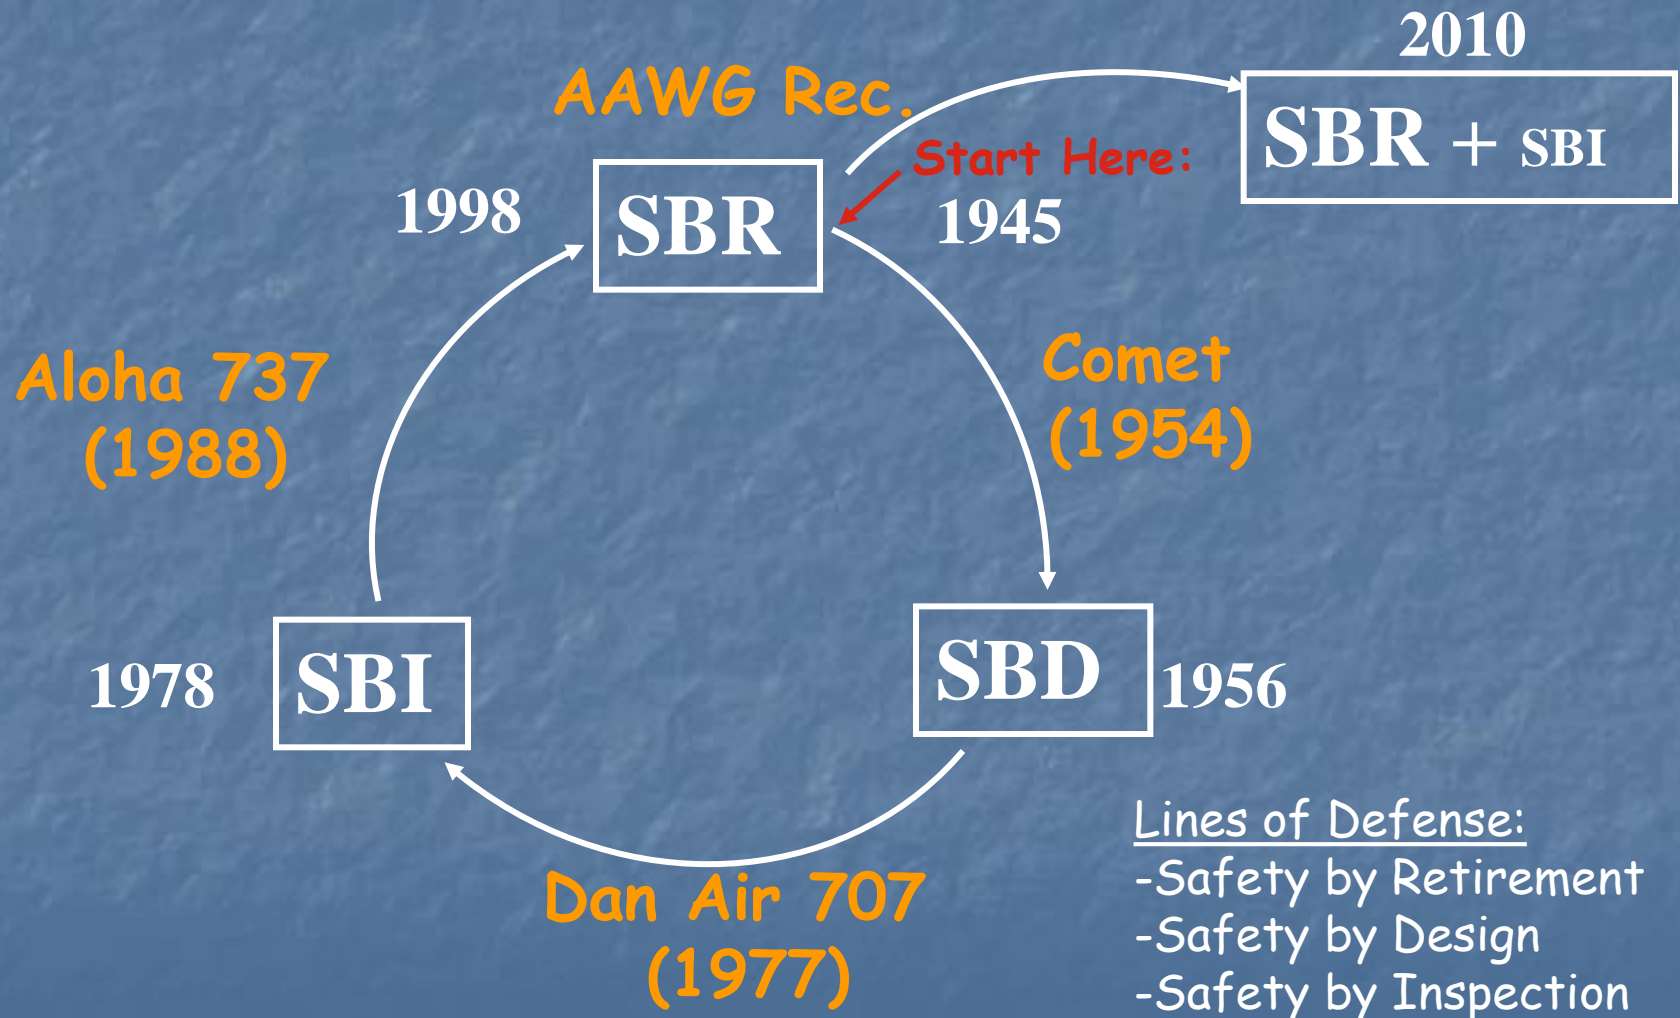 2010
AAWG Rec.
SBR + SBI
Start Here:
1998
SBR
1945
Aloha 737
(1988)
Comet
(1954)
1978
SBI
SBD
1956
Dan Air 707
(1977)
Lines of Defense:
-Safety by Retirement
-Safety by Design
-Safety by Inspection